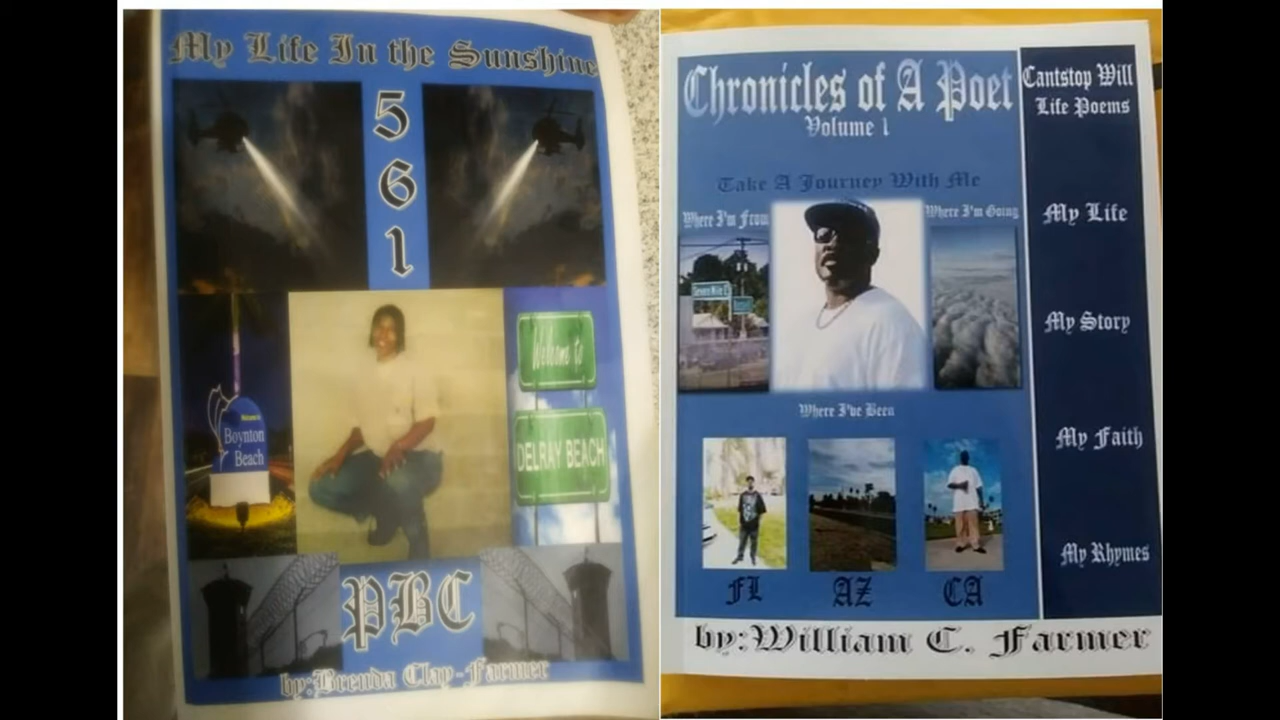 My Life In the Sunshine
5
6
1
Welcome to
Boynton
Beach
Welcome to
DELRAY BEACH
PBC
by:Brenda Clay-Farmer
Chronicles of A Poet
Volume 1
Take A Journey With Me
Where I'm From
Where I'm Going
Where I've Been
FL
AZ
CA
by:William C. Farmer
Cantstop Will
Life Poems
My Life
My Story
My Faith
My Rhymes